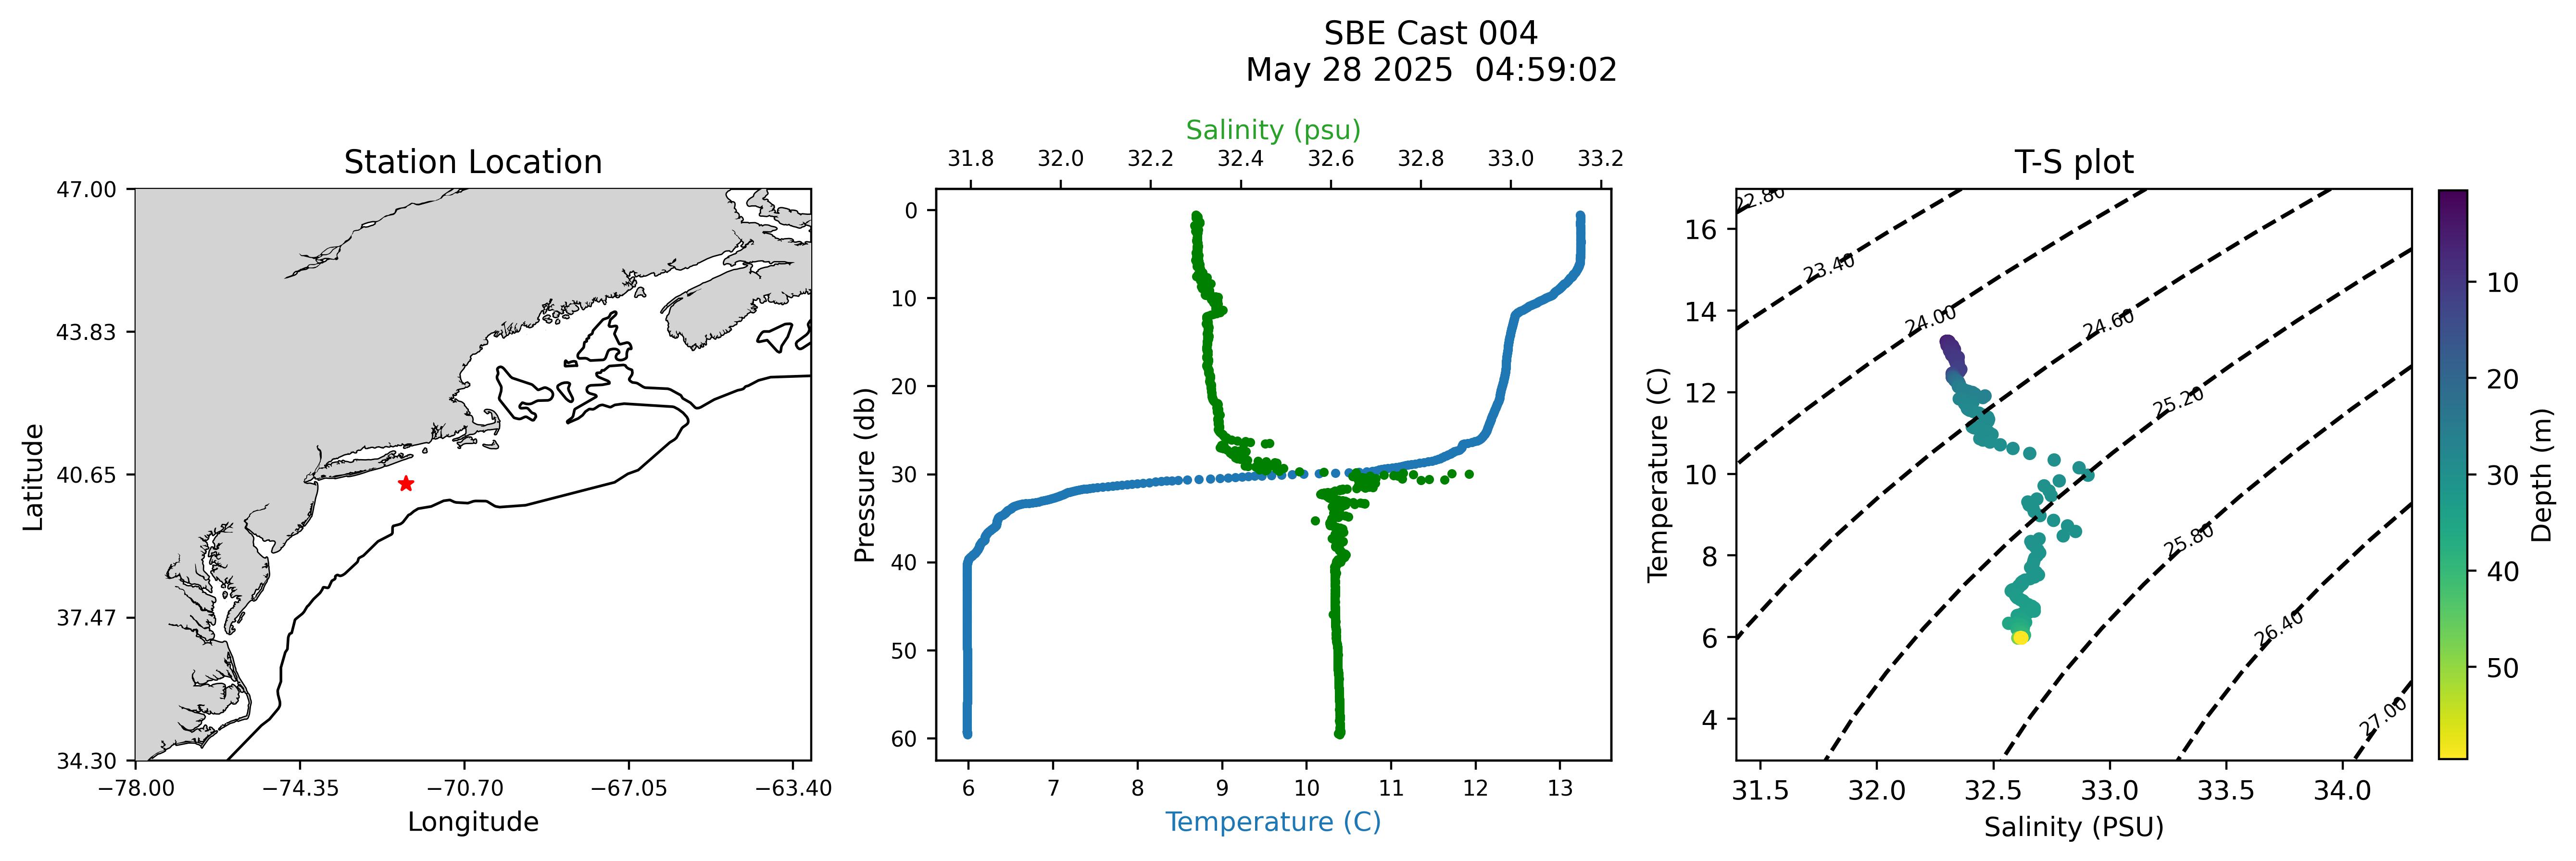 SBE Cast 004
May 28 2025  04:59:02
Station Location
47.00
43.83
40.65
37.47
34.30
Latitude
−78.00 −74.35 −70.70 −67.05 −63.40
Longitude
Salinity (psu)
31.8 32.0 32.2 32.4 32.6 32.8 33.0 33.2
0
10
20
30
40
50
60
Pressure (db)
6 7 8 9 10 11 12 13
Temperature (C)
T-S plot
16
14
12
10
8
6
4
Temperature (C)
22.80
23.40
24.00
24.60
25.20
25.80
26.40
27.00
31.5 32.0 32.5 33.0 33.5 34.0
Salinity (PSU)
10
20
30
40
50
Depth (m)